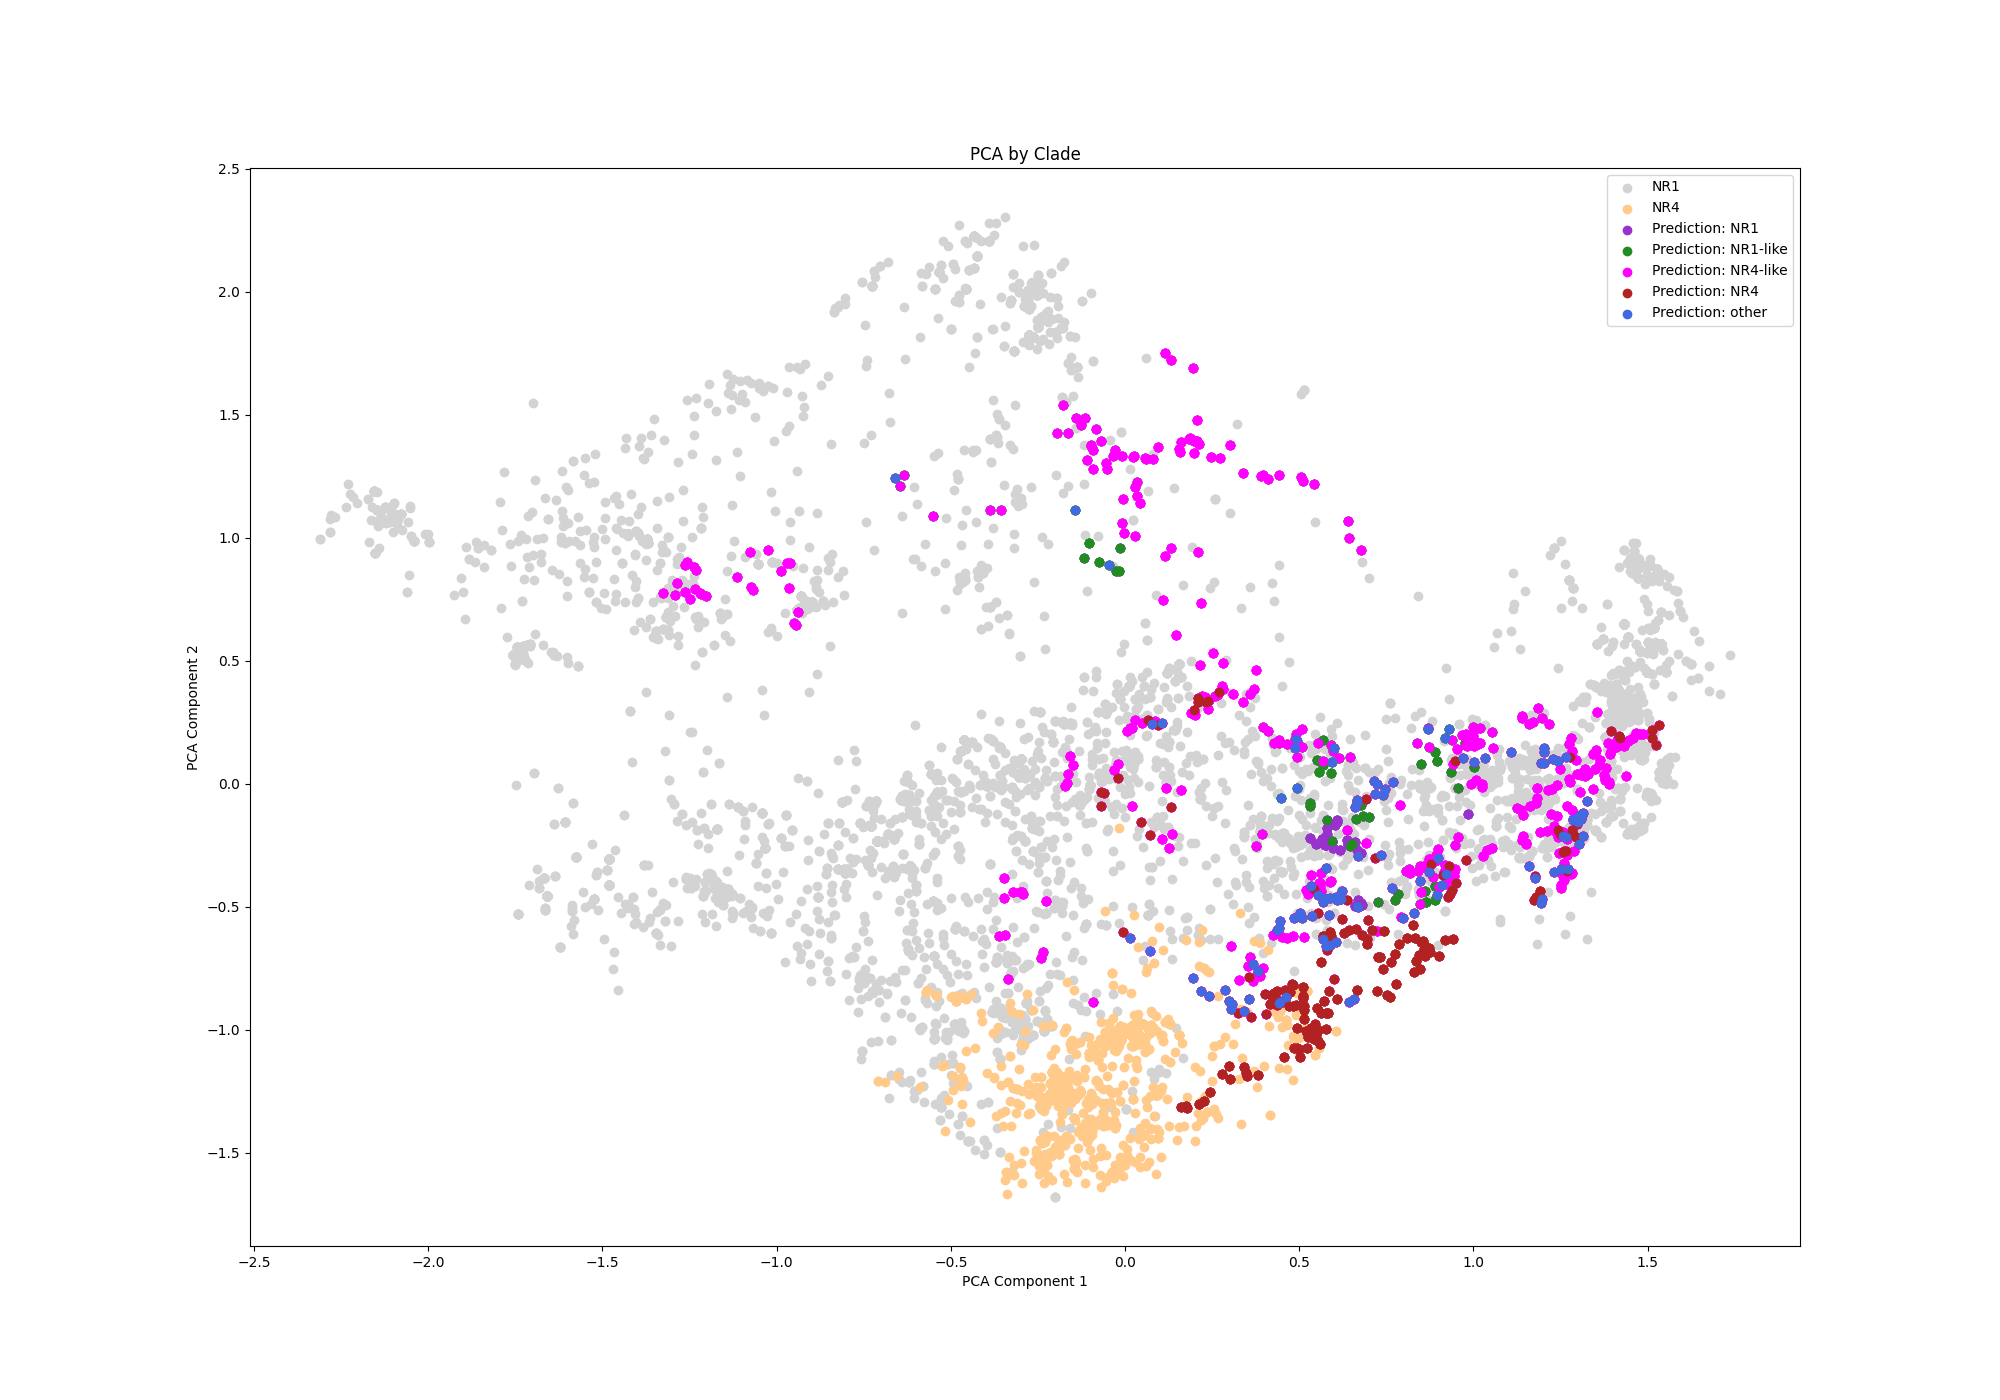 PCA by Clade
2.5
2.0
1.5
1.0
0.5
0.0
−0.5
−1.0
−1.5
PCA Component 2
NR1
NR4
Prediction: NR1
Prediction: NR1-like
Prediction: NR4-like
Prediction: NR4
Prediction: other
−2.5 −2.0 −1.5 −1.0 −0.5 0.0 0.5 1.0 1.5
PCA Component 1